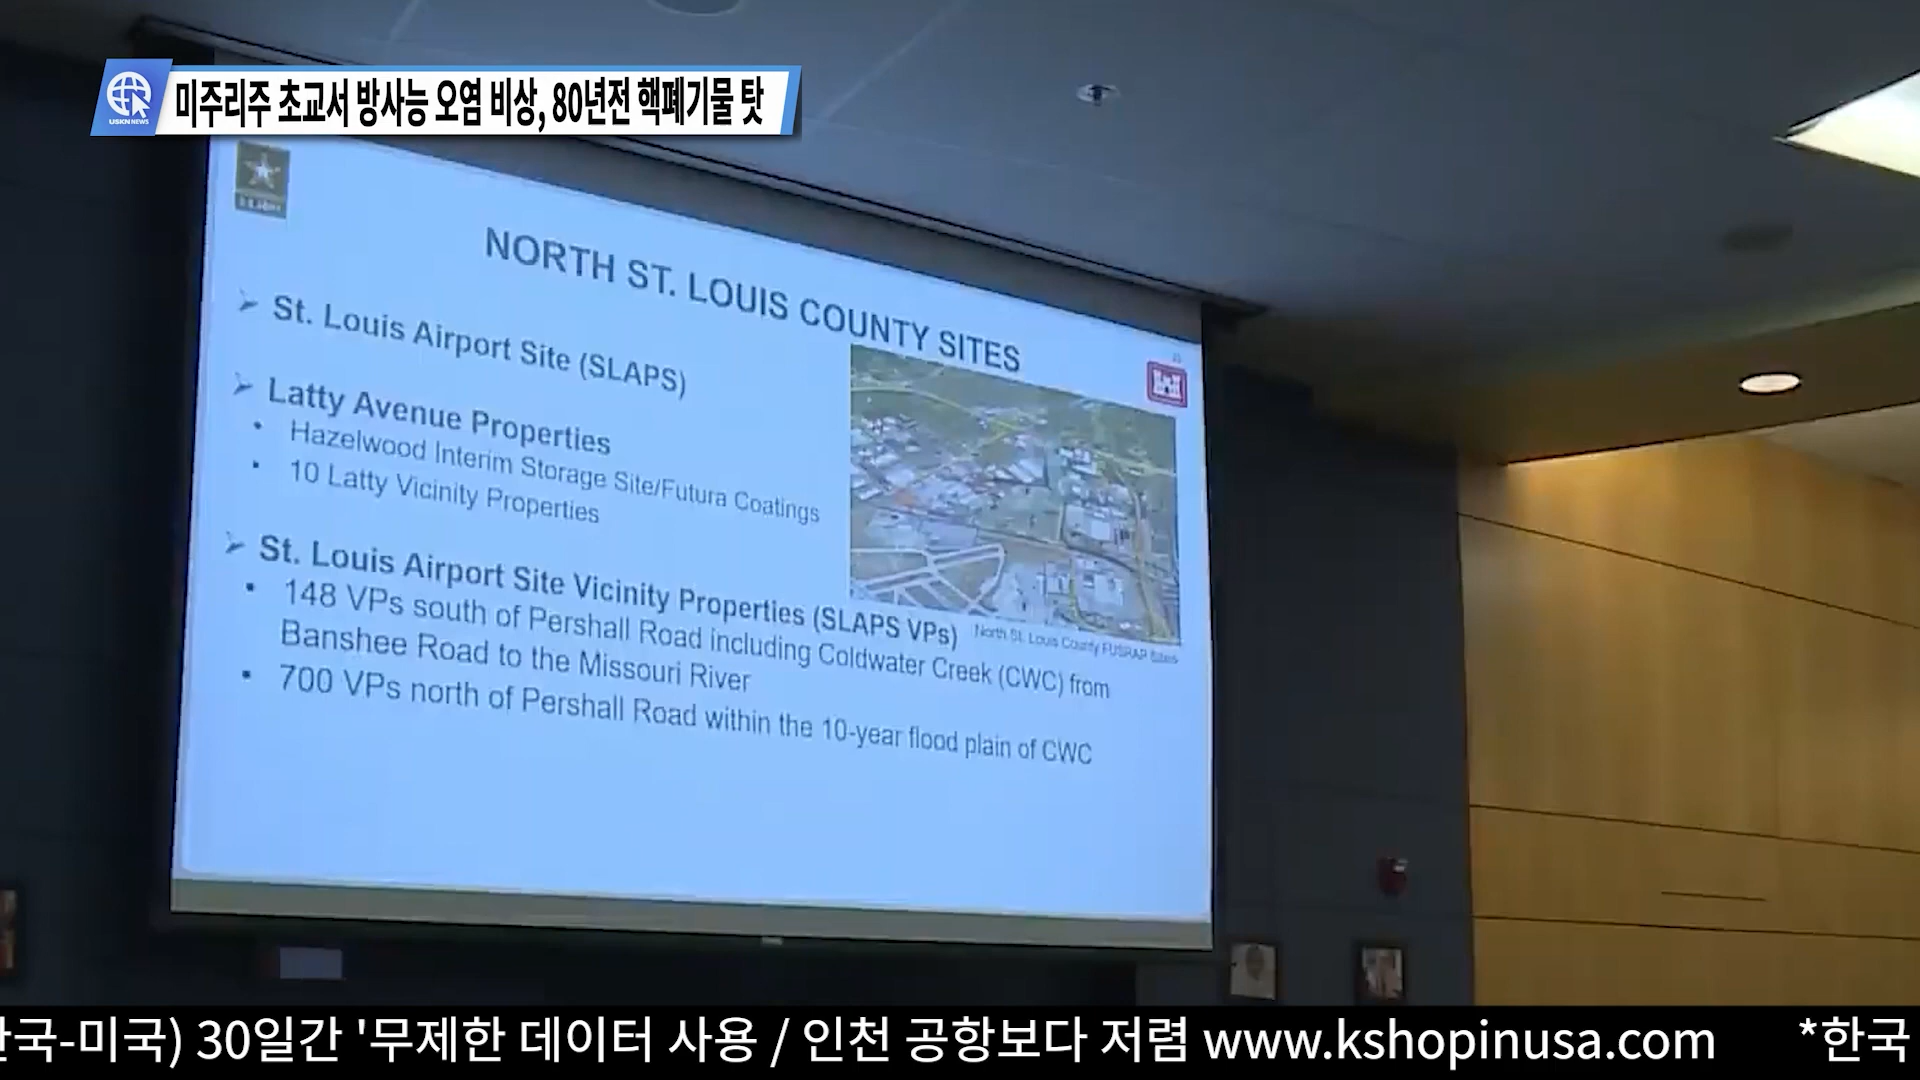 미주리주 초교서 방사능 오염 비상, 80년전 핵폐기물 탓
USKN NEWS
U.S. ARMY
NORTH ST. LOUIS COUNTY SITES
➢ St. Louis Airport Site (SLAPS)
➢ Latty Avenue Properties
• Hazelwood Interim Storage Site/Futura Coatings
• 10 Latty Vicinity Properties
➢ St. Louis Airport Site Vicinity Properties (SLAPS VPs)
• 148 VPs south of Pershall Road including Coldwater Creek (CWC) from
Banshee Road to the Missouri River
• 700 VPs north of Pershall Road within the 10-year flood plain of CWC
North St. Louis County FUSRAP Sites
한국-미국) 30일간 '무제한 데이터 사용 / 인천 공항보다 저렴 www.kshopinusa.com *한국